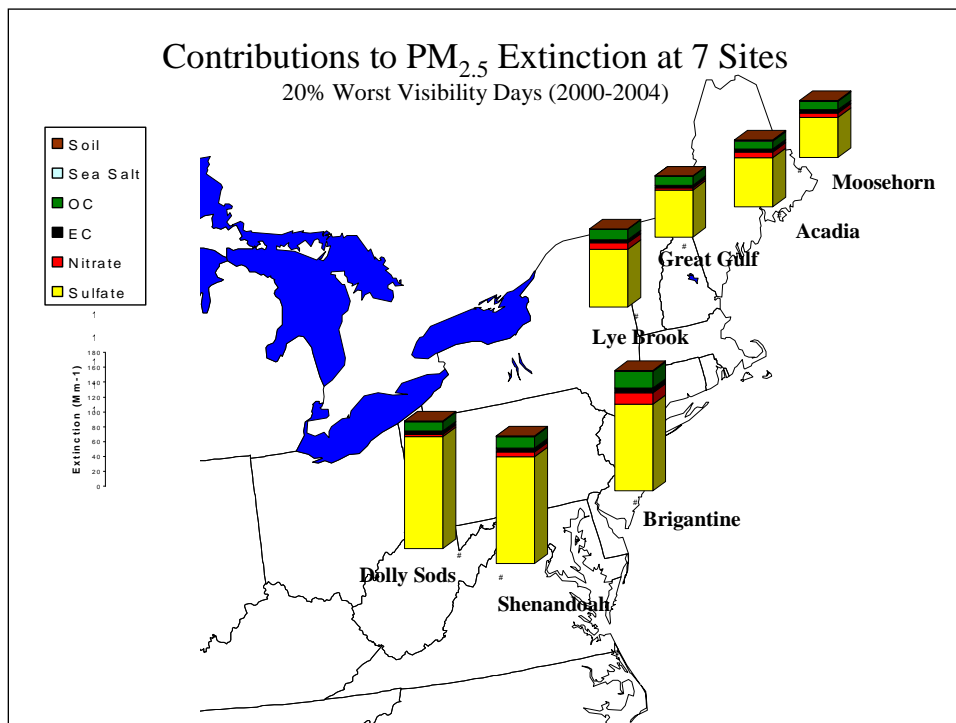 Contributions to PM2.5 Extinction at 7 Sites
20% Worst Visibility Days (2000-2004)
Soil
Sea Salt
OC
EC
Nitrate
Sulfate
180
160
140
120
100
80
60
40
20
0
Extinction (Mm-1)
Moosehorn
Acadia
Great Gulf
Lye Brook
Brigantine
Dolly Sods
Shenandoah